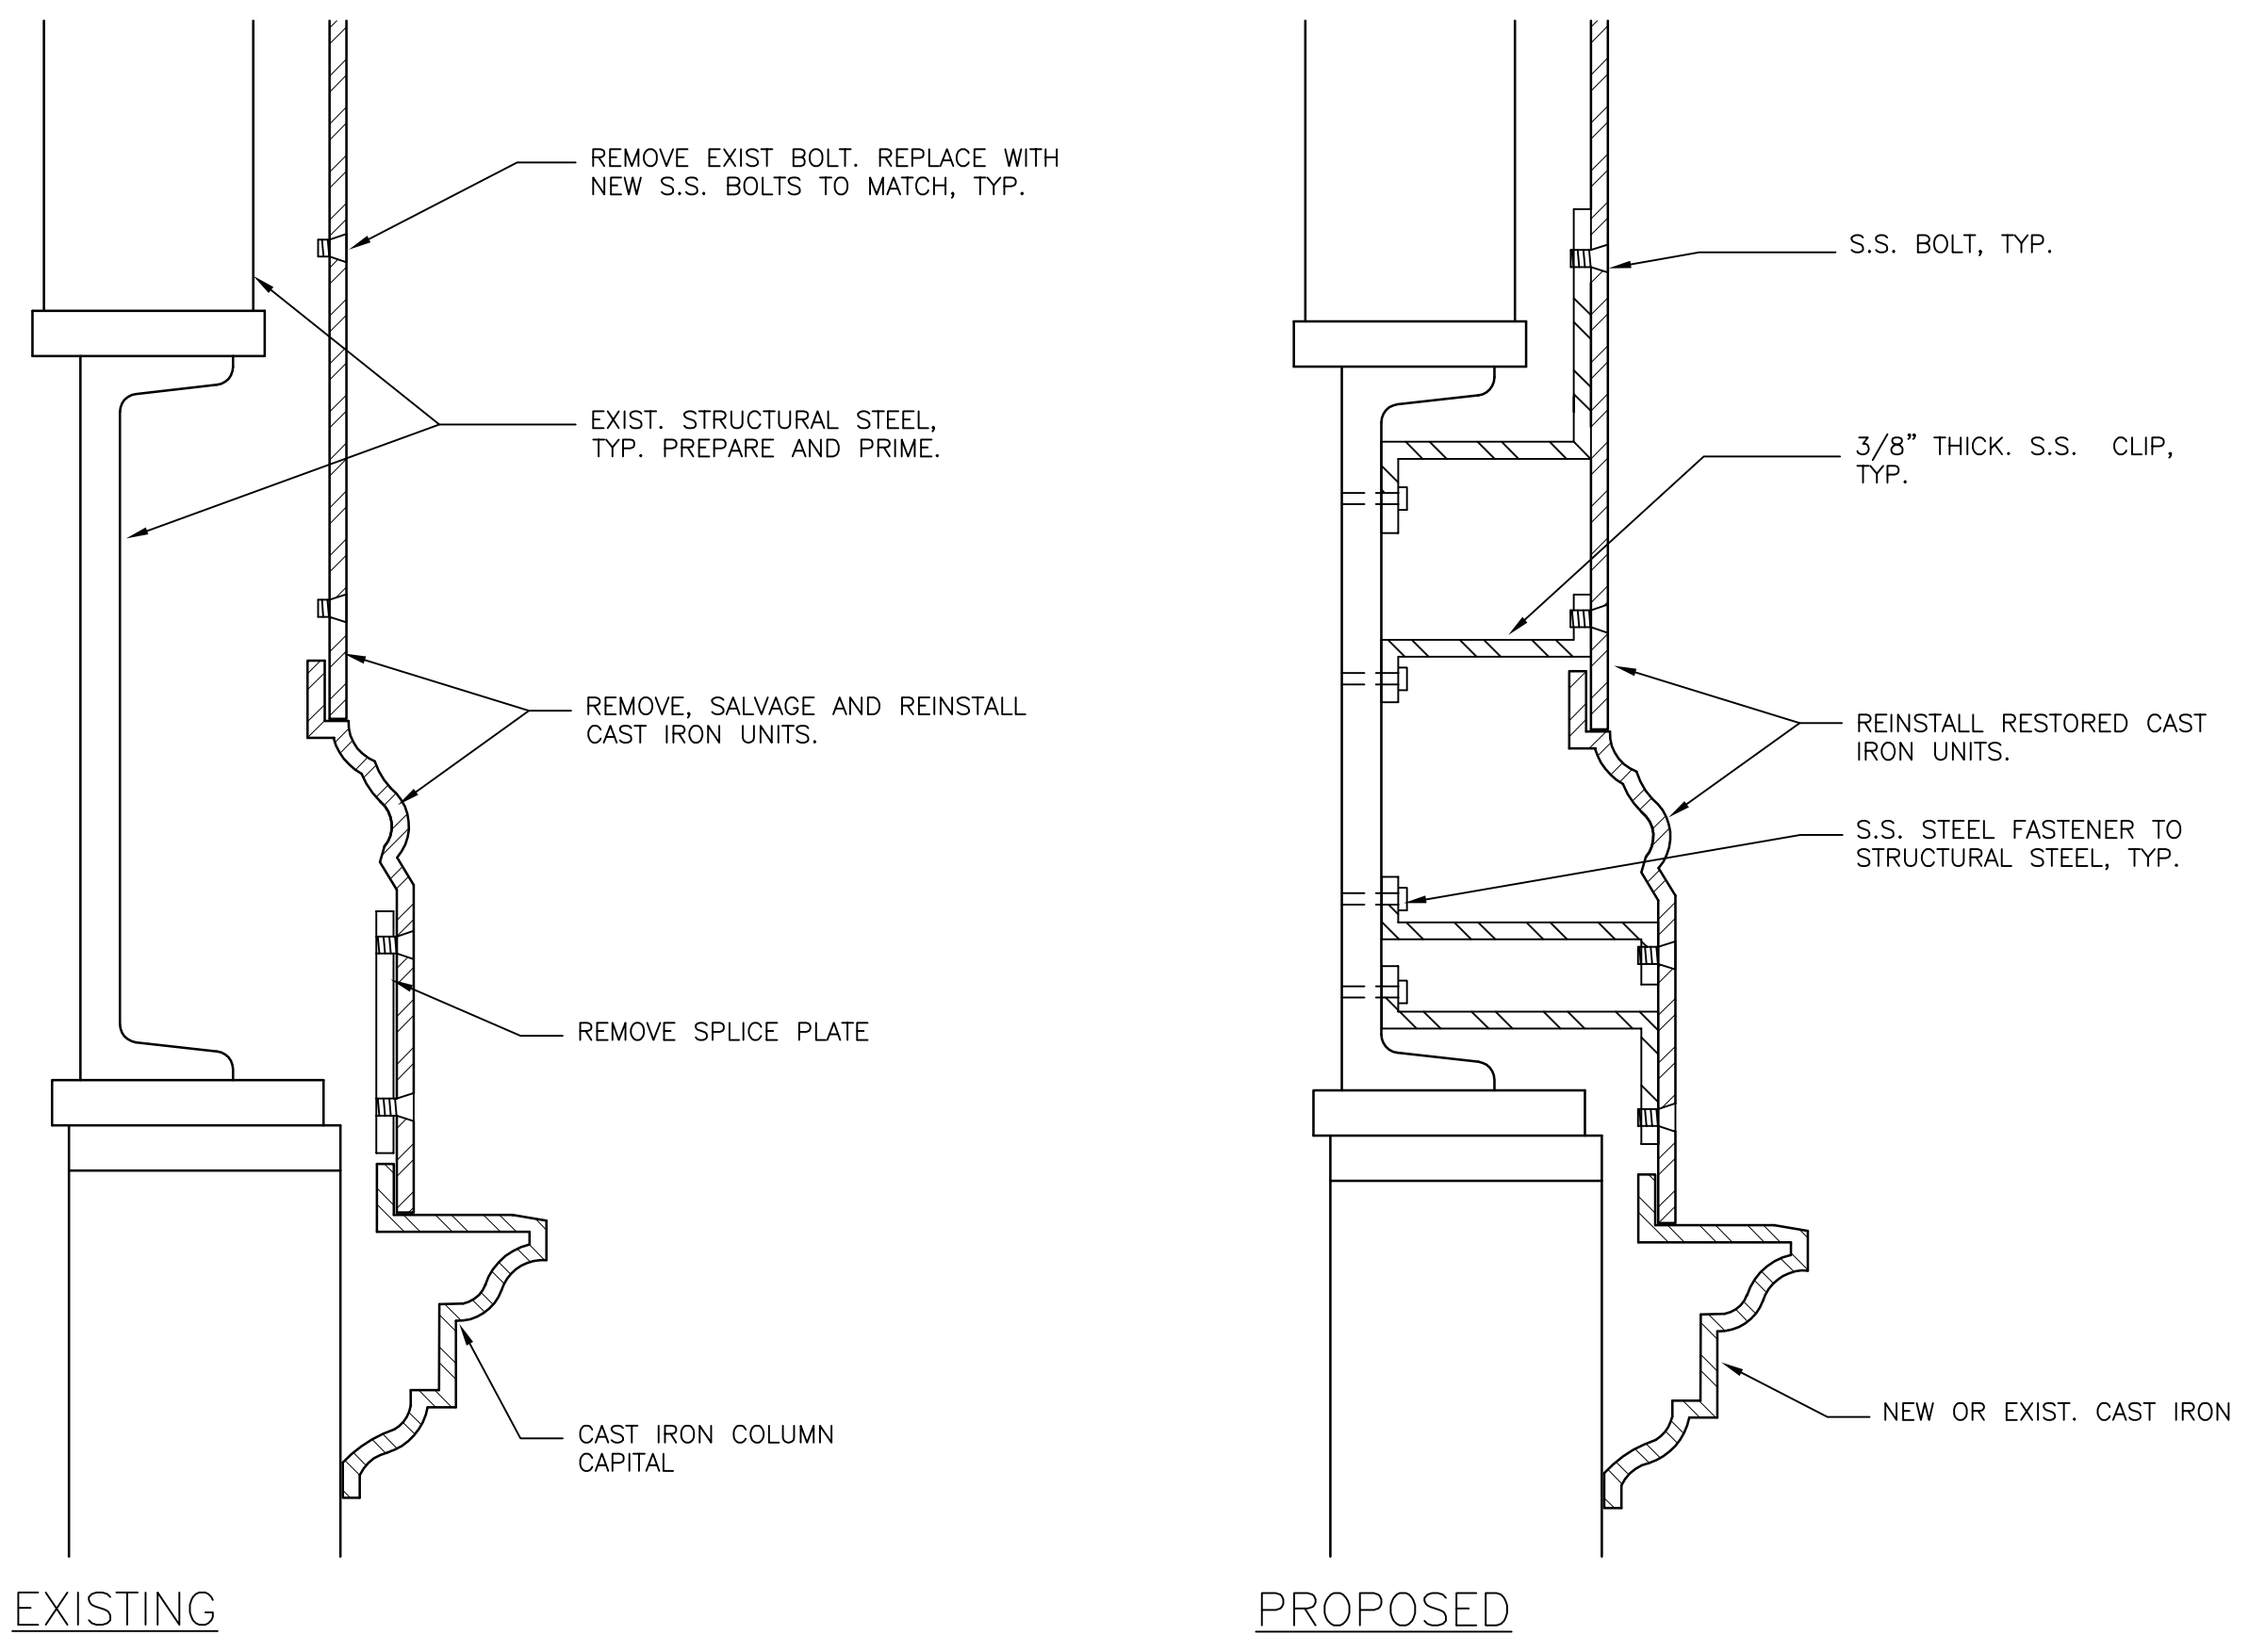 REMOVE EXIST BOLT. REPLACE WITH
NEW S.S. BOLTS TO MATCH, TYP.
EXIST. STRUCTURAL STEEL,
TYP. PREPARE AND PRIME.
REMOVE, SALVAGE AND REINSTALL
CAST IRON UNITS.
REMOVE SPLICE PLATE
CAST IRON COLUMN
CAPITAL
EXISTING
S.S. BOLT, TYP.
3/8" THICK. S.S. CLIP,
TYP.
REINSTALL RESTORED CAST
IRON UNITS.
S.S. STEEL FASTENER TO
STRUCTURAL STEEL, TYP.
NEW OR EXIST. CAST IRON
PROPOSED